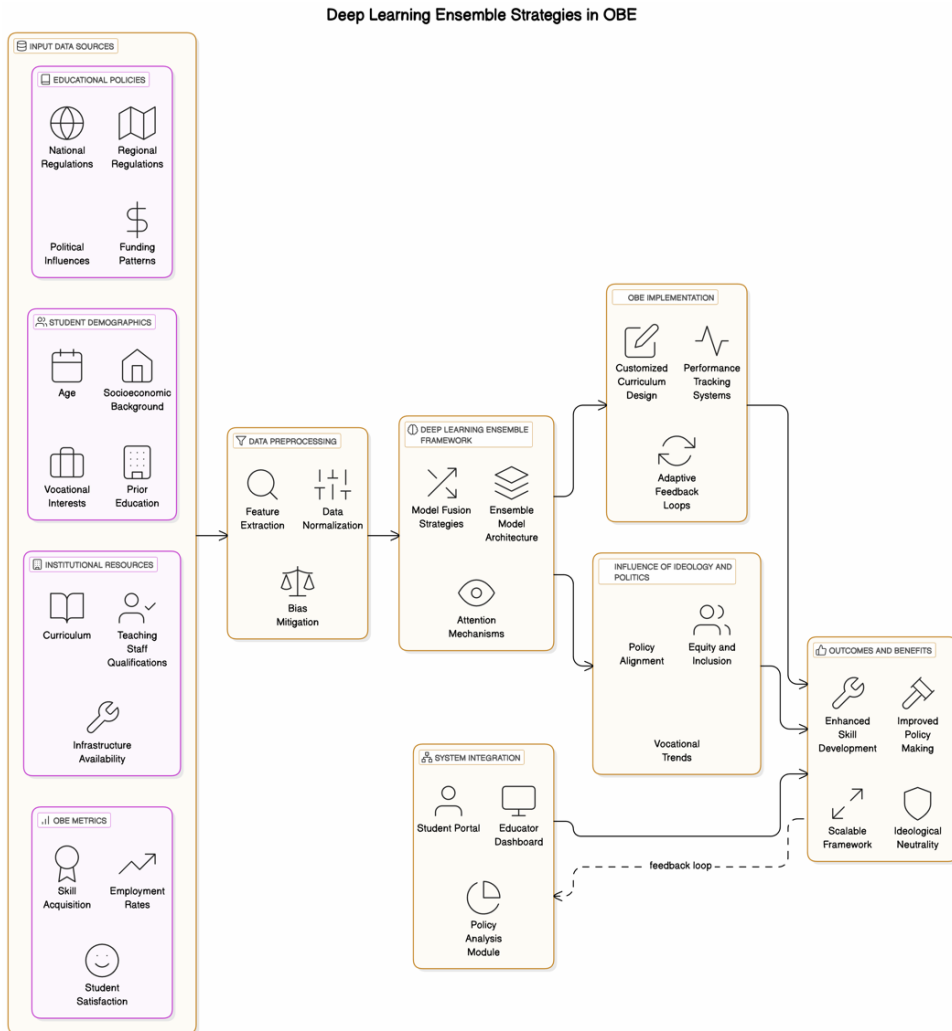 Deep Learning Ensemble Strategies in OBE
INPUT DATA SOURCES
EDUCATIONAL POLICIES
National
Regulations
Regional
Regulations
Political
Influences
Funding
Patterns
STUDENT DEMOGRAPHICS
Age
Socioeconomic
Background
Vocational
Interests
Prior
Education
INSTITUTIONAL RESOURCES
Curriculum
Teaching
Staff
Qualifications
Infrastructure
Availability
OBE METRICS
Skill
Acquisition
Employment
Rates
Student
Satisfaction
DATA PREPROCESSING
Feature
Extraction
Data
Normalization
Bias
Mitigation
DEEP LEARNING ENSEMBLE
FRAMEWORK
Model Fusion
Strategies
Ensemble
Model
Architecture
Attention
Mechanisms
OBE IMPLEMENTATION
Customized
Curriculum
Design
Performance
Tracking
Systems
Adaptive
Feedback
Loops
INFLUENCE OF IDEOLOGY AND
POLITICS
Policy
Alignment
Equity and
Inclusion
Vocational
Trends
SYSTEM INTEGRATION
Student Portal
Educator
Dashboard
Policy
Analysis
Module
OUTCOMES AND BENEFITS
Enhanced
Skill
Development
Improved
Policy
Making
Scalable
Framework
Ideological
Neutrality
feedback loop